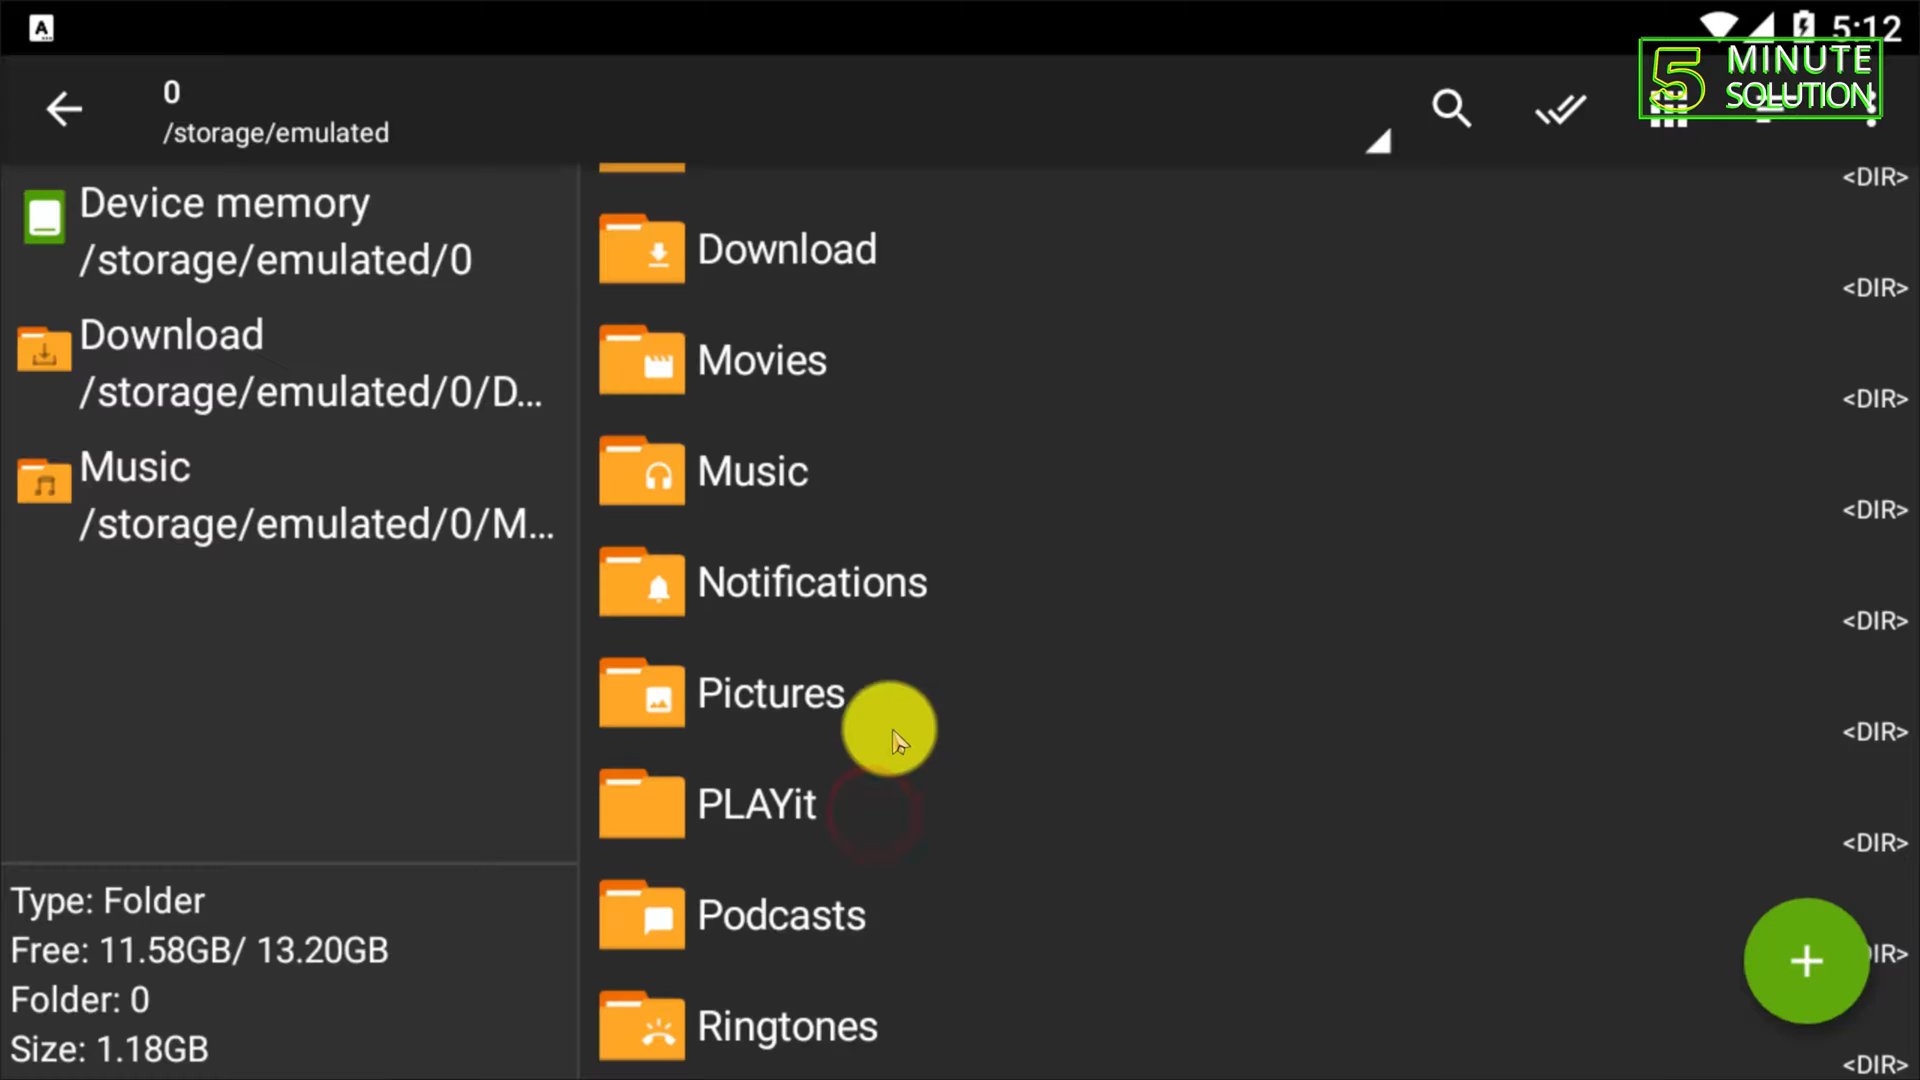 A
5:12
5 MINUTE
SOLUTION
0
/storage/emulated
Device memory
/storage/emulated/0
Download
/storage/emulated/0/D...
Music
/storage/emulated/0/M...
Type: Folder
Free: 11.58GB/ 13.20GB
Folder: 0
Size: 1.18GB
<DIR>
Download
<DIR>
Movies
<DIR>
Music
<DIR>
Notifications
<DIR>
Pictures
<DIR>
PLAYit
<DIR>
Podcasts
IR>
Ringtones
<DIR>